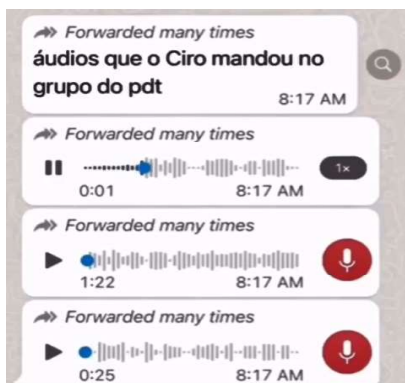 Forwarded many times
áudios que o Ciro mandou no
grupo do pdt
8:17 AM
Forwarded many times
1x
0:01 8:17 AM
Forwarded many times
1:22 8:17 AM
Forwarded many times
0:25 8:17 AM